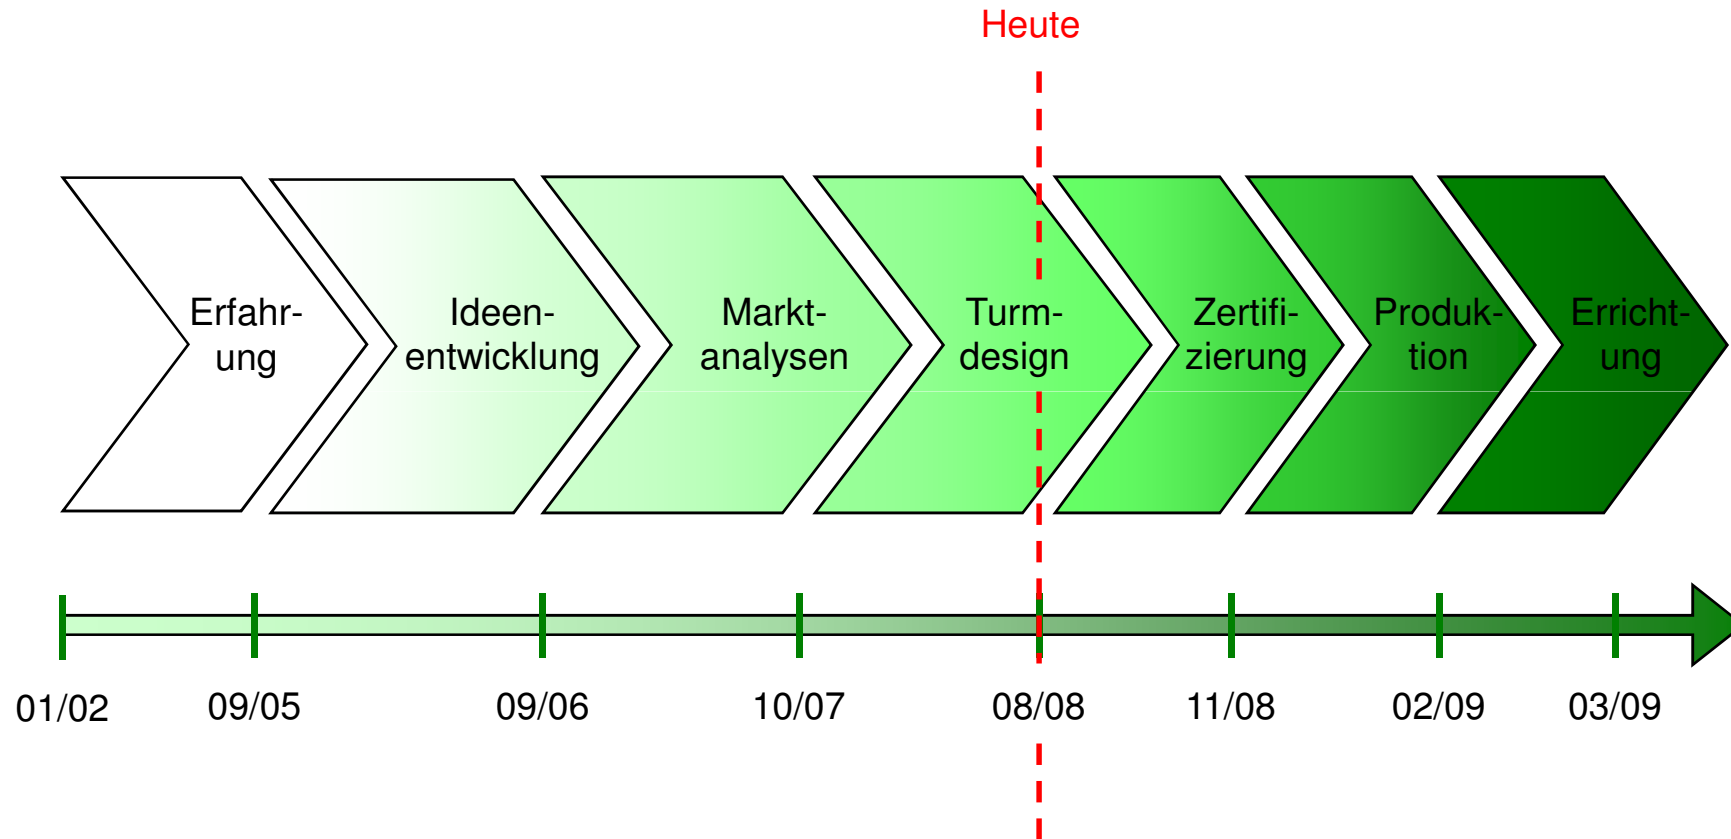 Heute
Erfahr-
ung
Ideen-
entwicklung
Markt-
analysen
Turm-
design
Zertifi-
zierung
Produk-
tion
Erricht-
ung
01/02
09/05
09/06
10/07
08/08
11/08
02/09
03/09